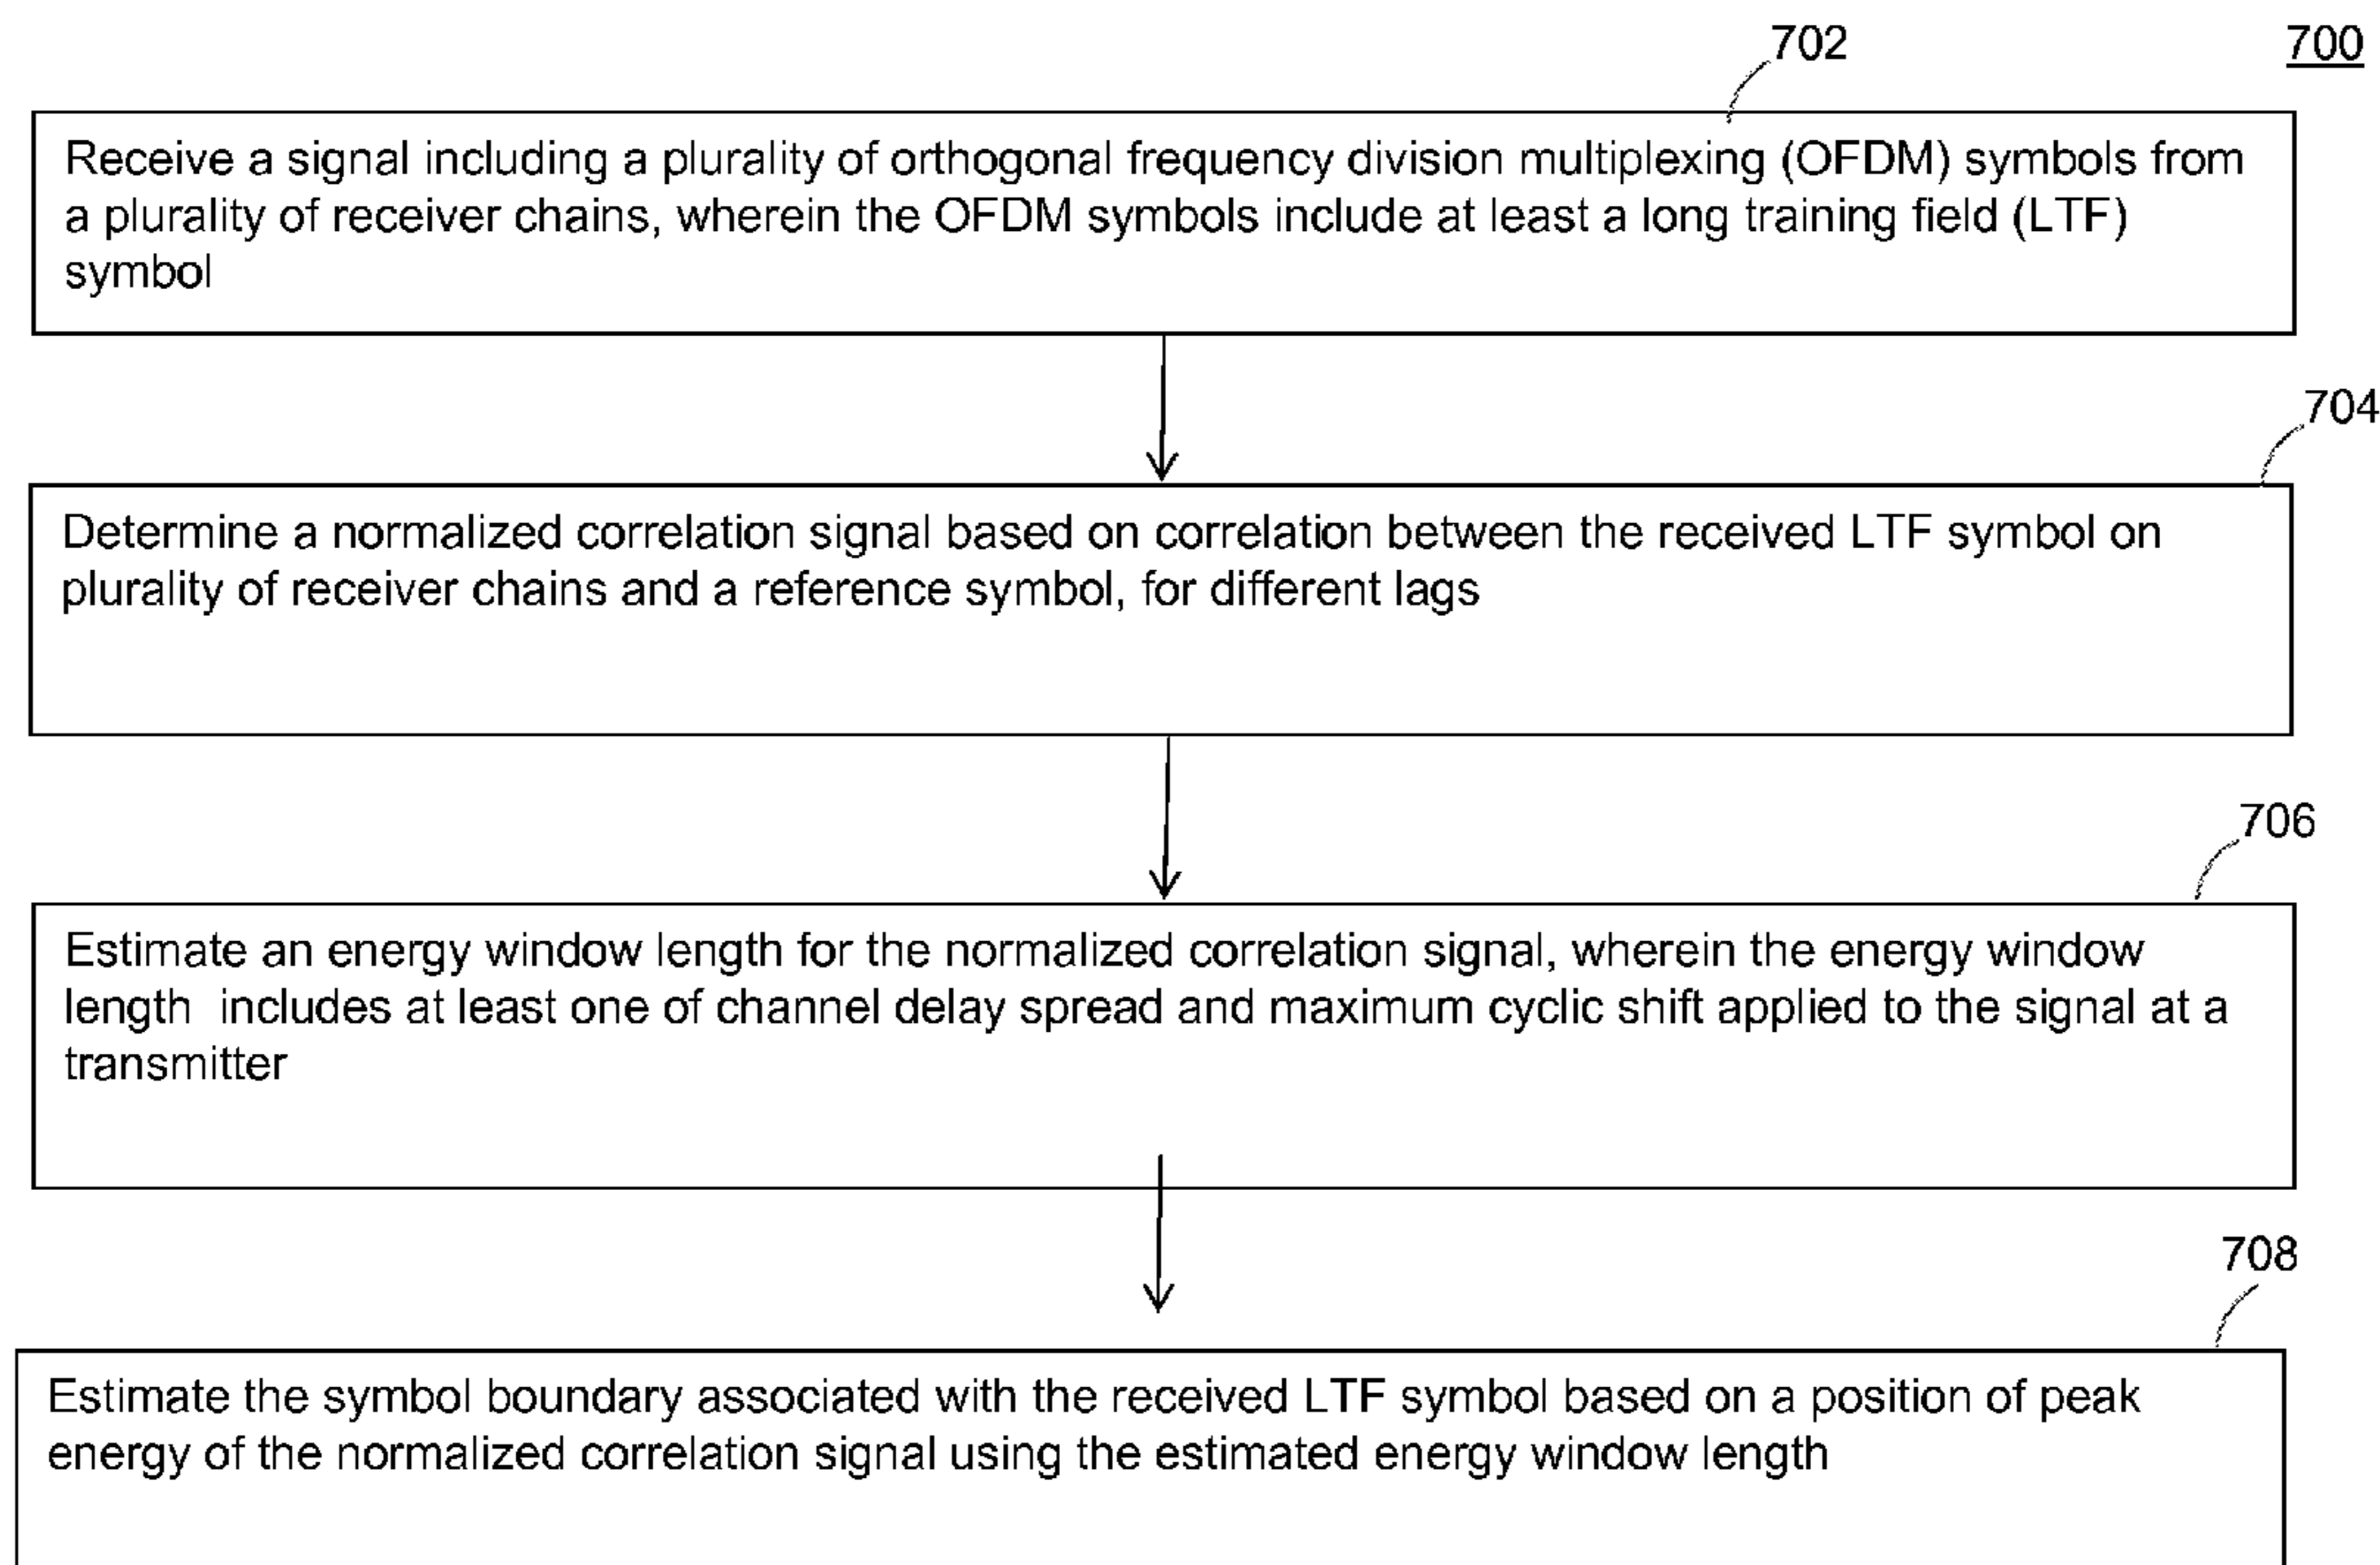 702
700
Receive a signal including a plurality of orthogonal frequency division multiplexing (OFDM) symbols from
a plurality of receiver chains, wherein the OFDM symbols include at least a long training field (LTF)
symbol
704
Determine a normalized correlation signal based on correlation between the received LTF symbol on
plurality of receiver chains and a reference symbol, for different lags
706
Estimate an energy window length for the normalized correlation signal, wherein the energy window
length includes at least one of channel delay spread and maximum cyclic shift applied to the signal at a
transmitter
708
Estimate the symbol boundary associated with the received LTF symbol based on a position of peak
energy of the normalized correlation signal using the estimated energy window length